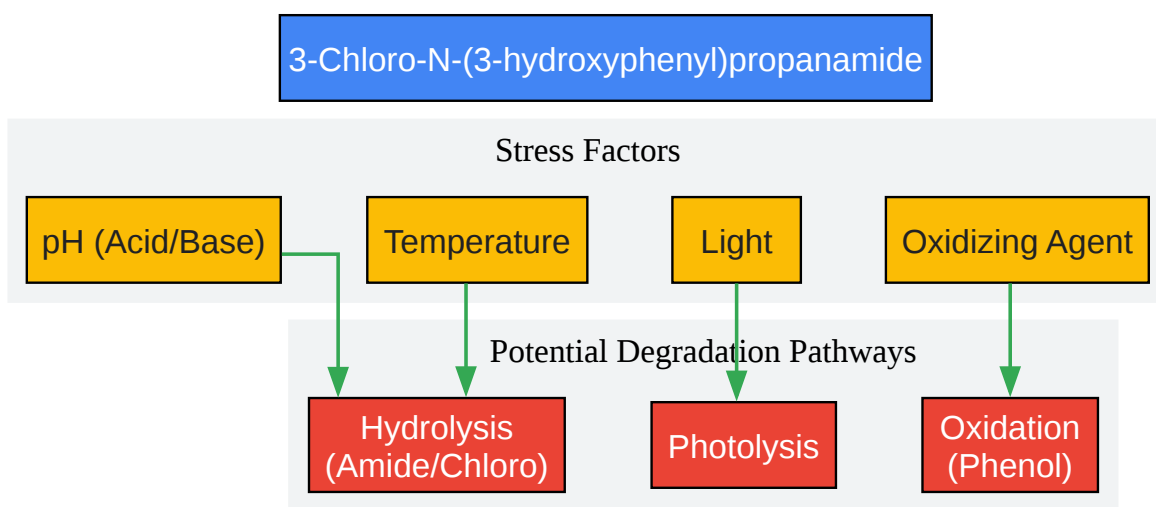 3-Chloro-N-(3-hydroxyphenyl)propanamide
Stress Factors
pH (Acid/Base)
Temperature
Light
Oxidizing Agent
Potential Degradation Pathways
Hydrolysis
(Amide/Chloro)
Photolysis
Oxidation
(Phenol)